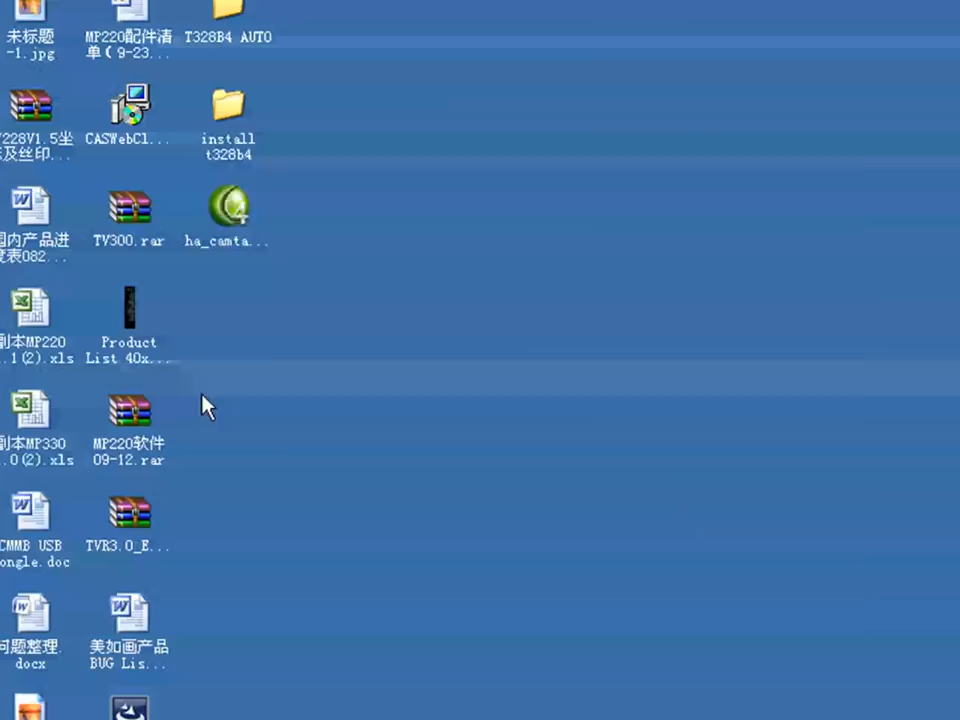 未标题
-1.jpg
MP220配件清
单(9-23...
T328B4 AUTO
/228V1.5坐
及丝印...
CASWebCl...
install
t328b4
国内产品进
度表082...
TV300.rar
ha_camta...
副本MP220
.1(2).xls
Product
List 40x...
副本MP330
.0(2).xls
MP220软件
09-12.rar
CMMB USB
ongle.doc
TVR3.0_E...
问题整理.
docx
美如画产品
BUG Lis...